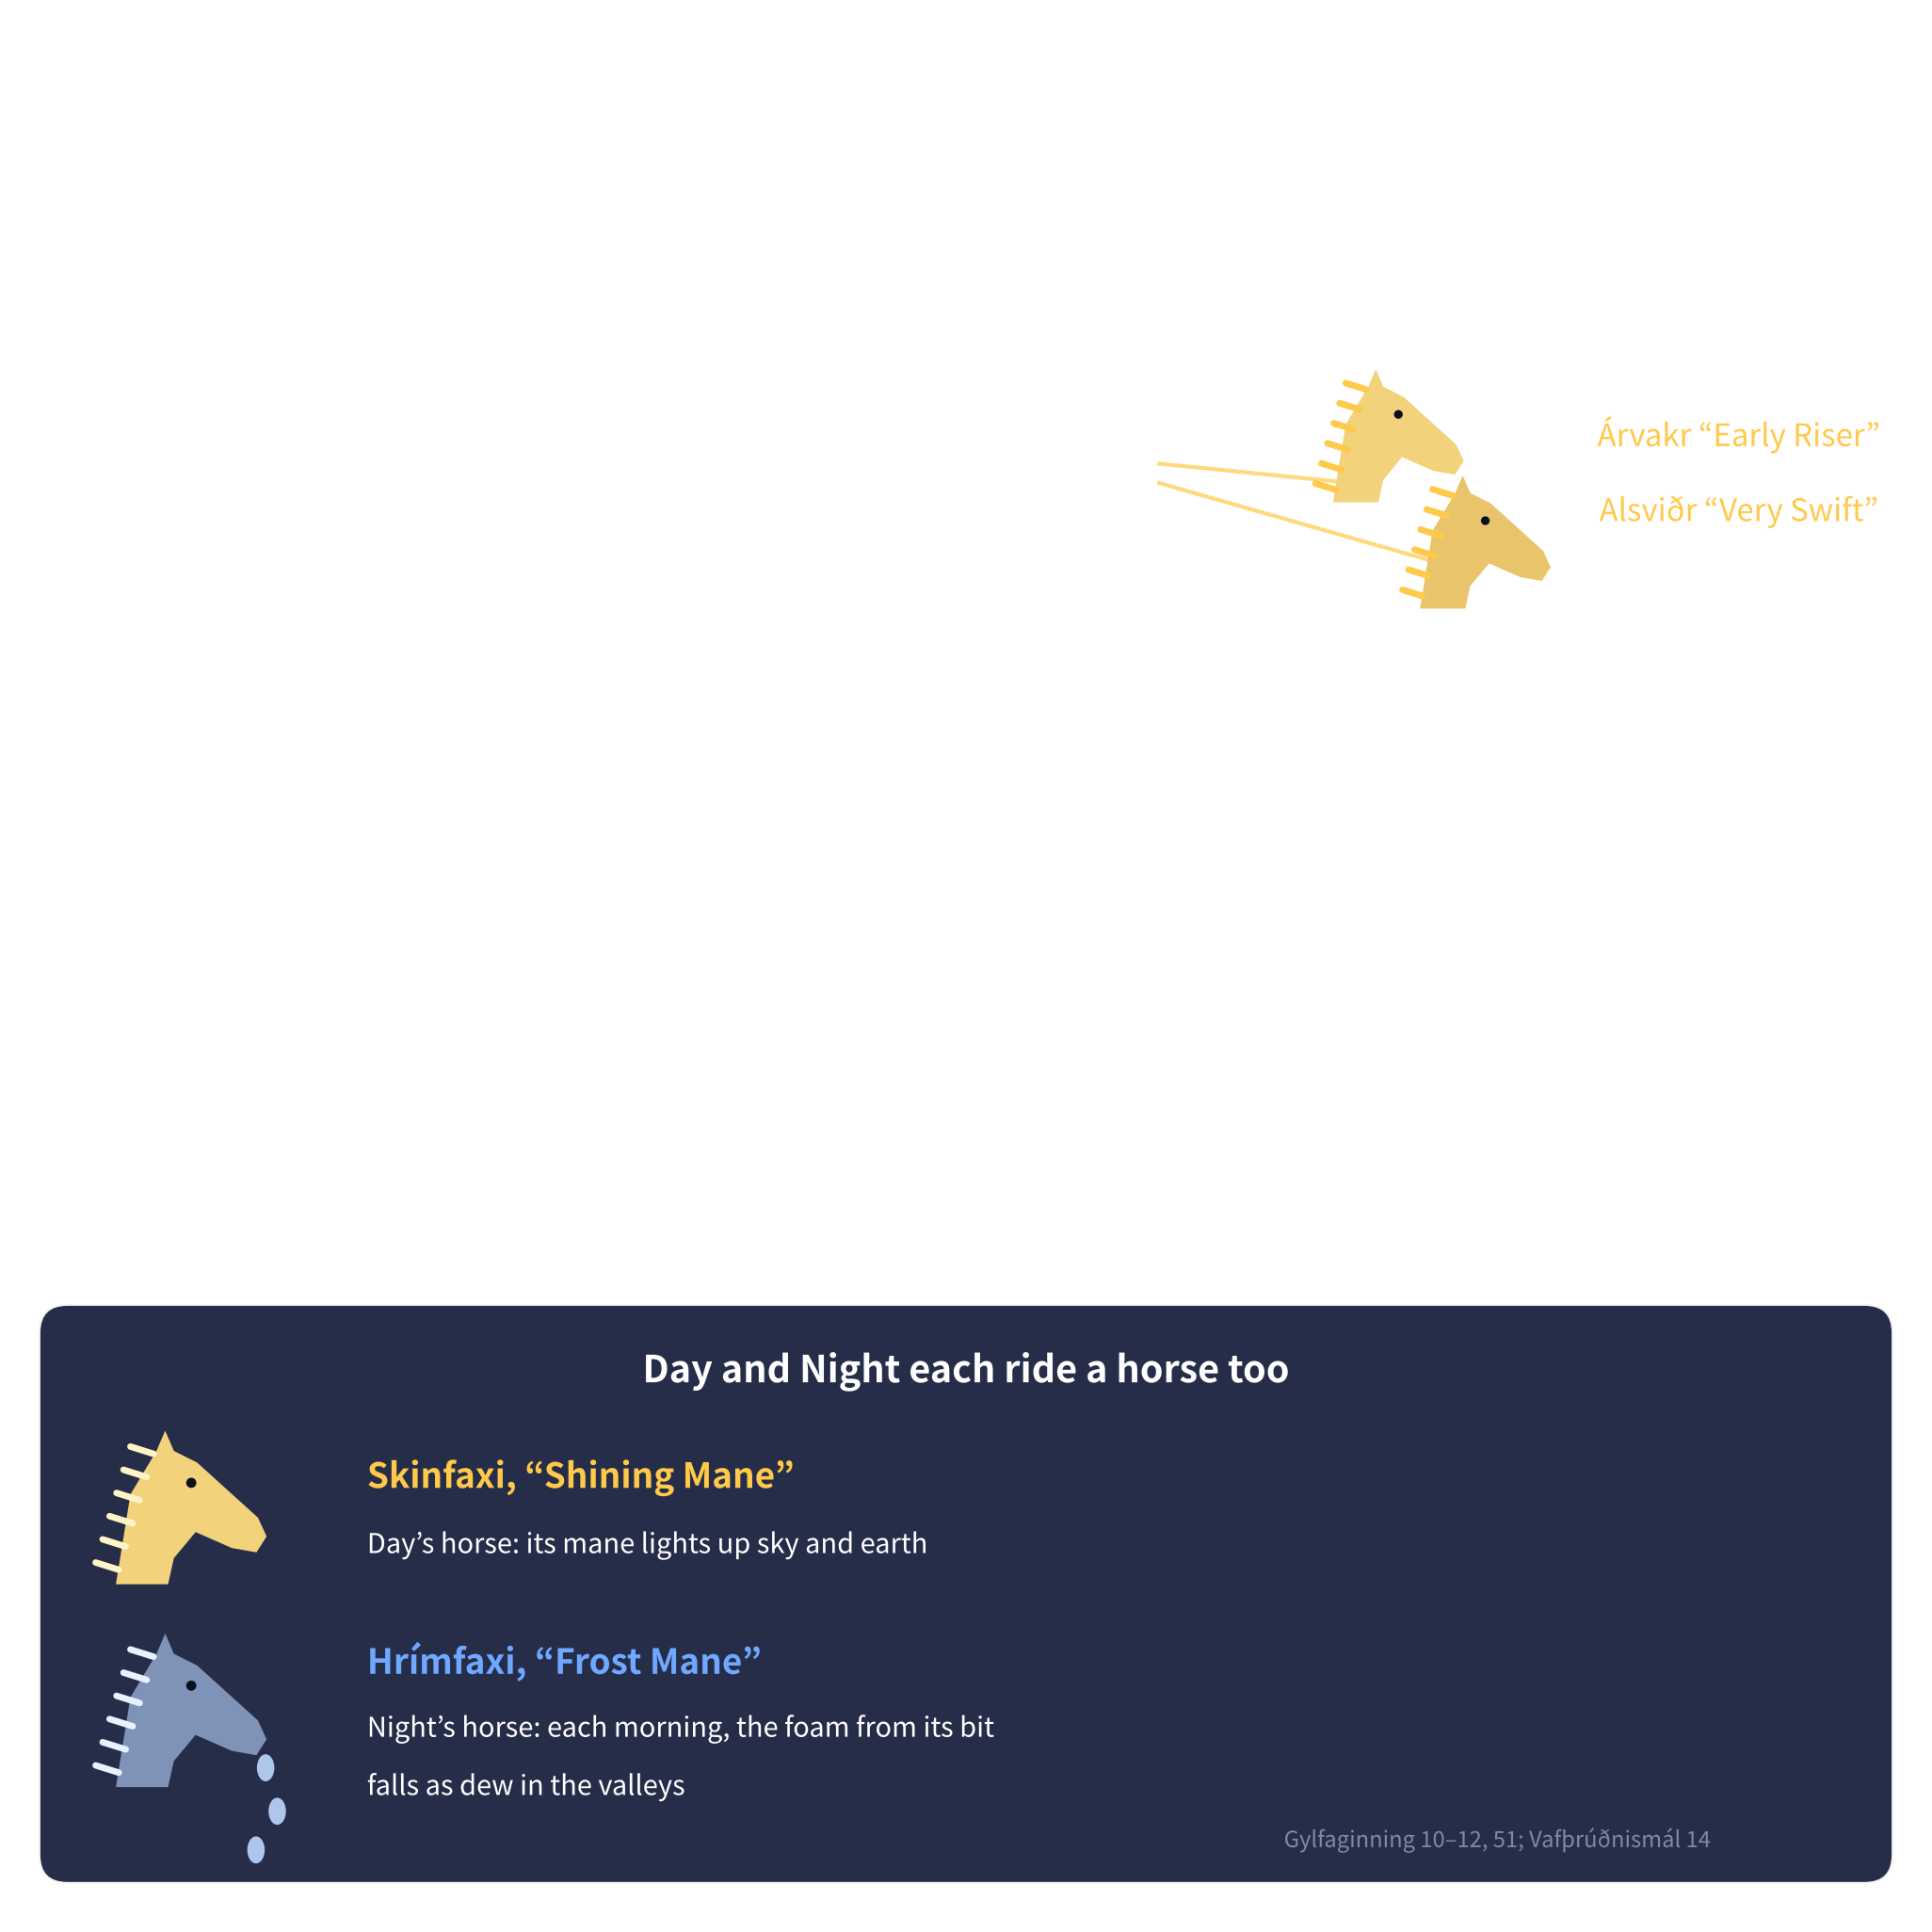 Árvakr “Early Riser”
Alsviðr “Very Swift”
Day and Night each ride a horse too
Skinfaxi, “Shining Mane”
Day’s horse: its mane lights up sky and earth
Hrímfaxi, “Frost Mane”
Night’s horse: each morning, the foam from its bit
falls as dew in the valleys
Gylfaginning 10–12, 51; Vafþrúðnismál 14